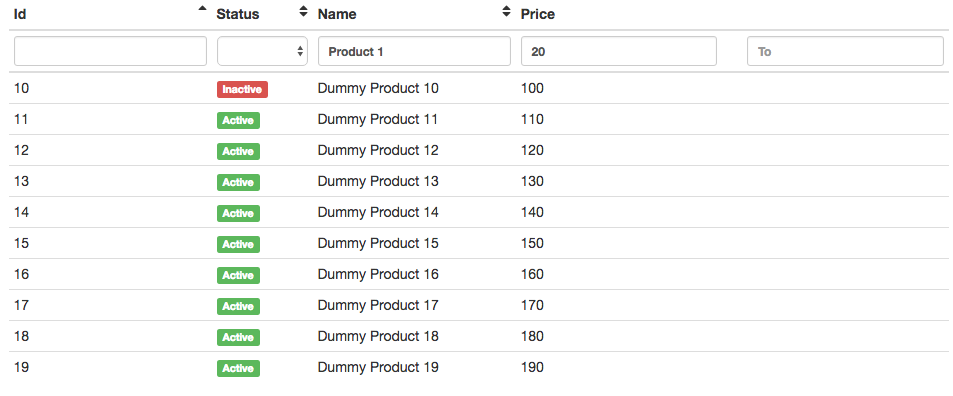 Id Status Name Price
Product 1 20 To
10 Inactive Dummy Product 10 100
11 Active Dummy Product 11 110
12 Active Dummy Product 12 120
13 Active Dummy Product 13 130
14 Active Dummy Product 14 140
15 Active Dummy Product 15 150
16 Active Dummy Product 16 160
17 Active Dummy Product 17 170
18 Active Dummy Product 18 180
19 Active Dummy Product 19 190